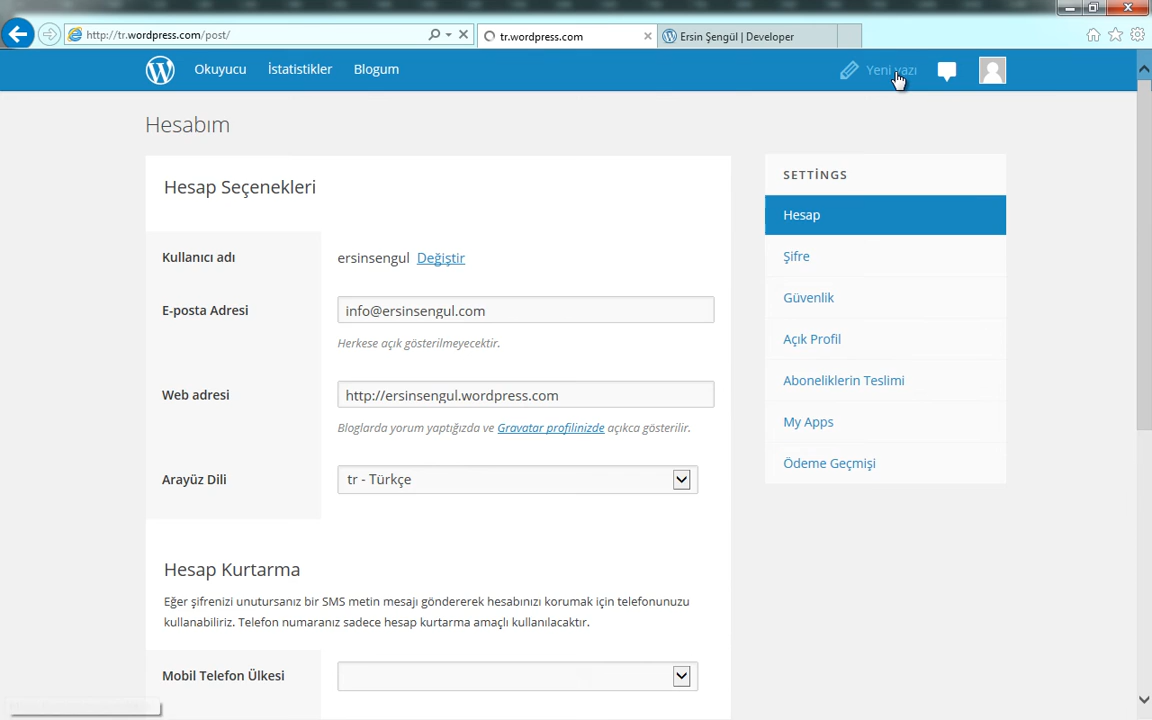 http://tr.wordpress.com/post/
tr.wordpress.com
Ersin Şengül | Developer
Okuyucu
İstatistikler
Blogum
Yeni yazı
Hesabım
Hesap Seçenekleri
Kullanıcı adı
ersinsengul Değiştir
E-posta Adresi
info@ersinsengul.com
Herkese açık gösterilmeyecektir.
Web adresi
http://ersinsengul.wordpress.com
Bloglarda yorum yaptığızda ve Gravatar profilinizde açıkca gösterilir.
Arayüz Dili
tr - Türkçe
Hesap Kurtarma
Eğer şifrenizi unutursanız bir SMS metin mesajı göndererek hesabınızı korumak için telefonunuzu
kullanabiliriz. Telefon numaranız sadece hesap kurtarma amaçlı kullanılacaktır.
Mobil Telefon Ülkesi
SETTİNGS
Hesap
Şifre
Güvenlik
Açık Profil
Aboneliklerin Teslimi
My Apps
Ödeme Geçmişi